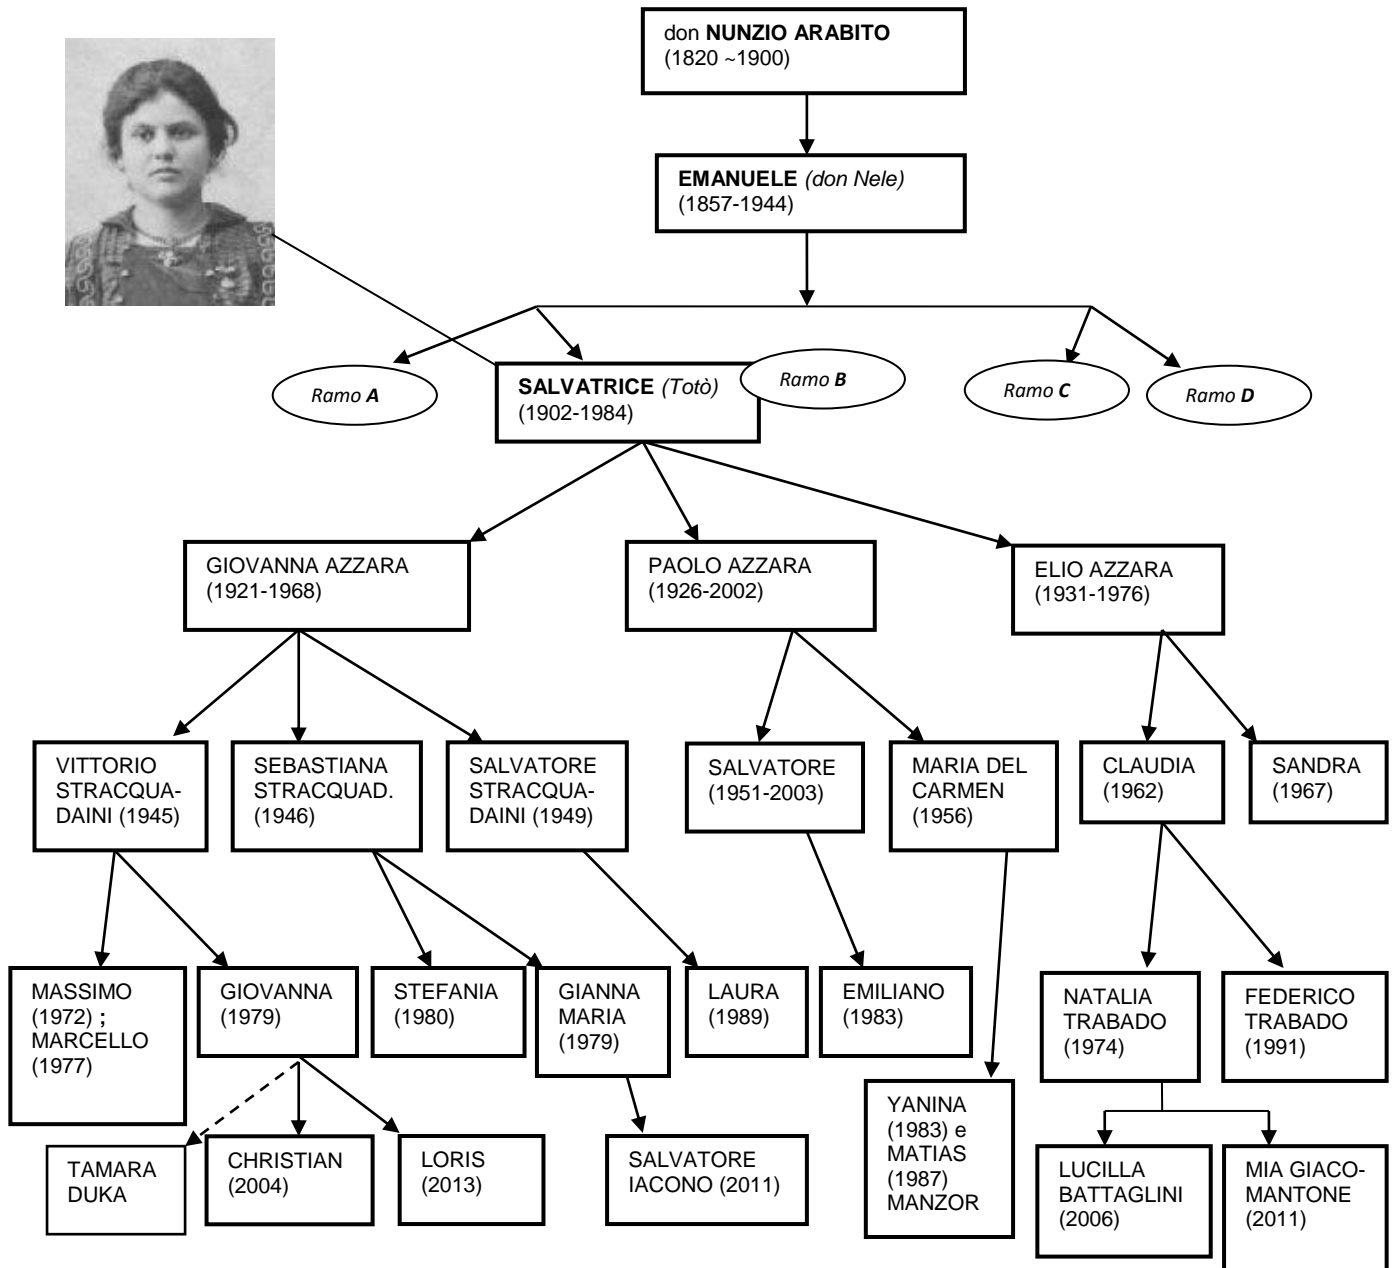 don NUNZIO ARABITO
(1820 ~1900)
EMANUELE (don Nele)
(1857-1944)
Ramo A
SALVATRICE (Totò)
(1902-1984)
Ramo B
Ramo C
Ramo D
GIOVANNA AZZARA
(1921-1968)
PAOLO AZZARA
(1926-2002)
ELIO AZZARA
(1931-1976)
VITTORIO
STRACQUA-
DAINI (1945)
SEBASTIANA
STRACQUAD.
(1946)
SALVATORE
STRACQUA-
DAINI (1949)
SALVATORE
(1951-2003)
MARIA DEL
CARMEN
(1956)
CLAUDIA
(1962)
SANDRA
(1967)
MASSIMO
(1972) ;
MARCELLO
(1977)
GIOVANNA
(1979)
STEFANIA
(1980)
GIANNA
MARIA
(1979)
LAURA
(1989)
EMILIANO
(1983)
NATALIA
TRABADO
(1974)
FEDERICO
TRABADO
(1991)
TAMARA
DUKA
CHRISTIAN
(2004)
LORIS
(2013)
SALVATORE
IACONO (2011)
YANINA
(1983) e
MATIAS
(1987)
MANZOR
LUCILLA
BATTAGLINI
(2006)
MIA GIACO-
MANTONE
(2011)